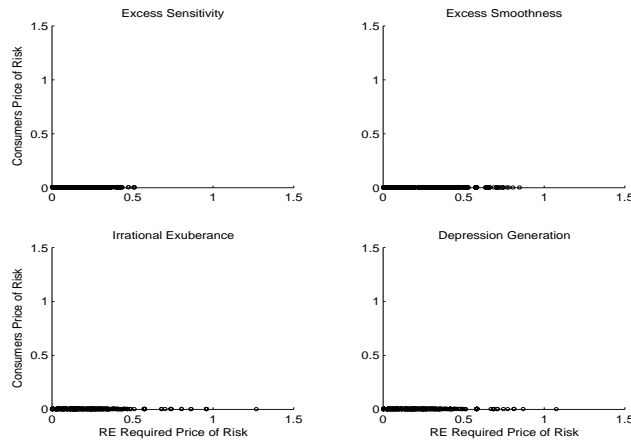 Excess Sensitivity
Excess Smoothness
Consumers Price of Risk
1.5
1
0.5
0
0 0.5 1 1.5
1.5
1
0.5
0
0 0.5 1 1.5
Irrational Exuberance
Depression Generation
Consumers Price of Risk
1.5
1
0.5
0
0 0.5 1 1.5
RE Required Price of Risk
1.5
1
0.5
0
0 0.5 1 1.5
RE Required Price of Risk